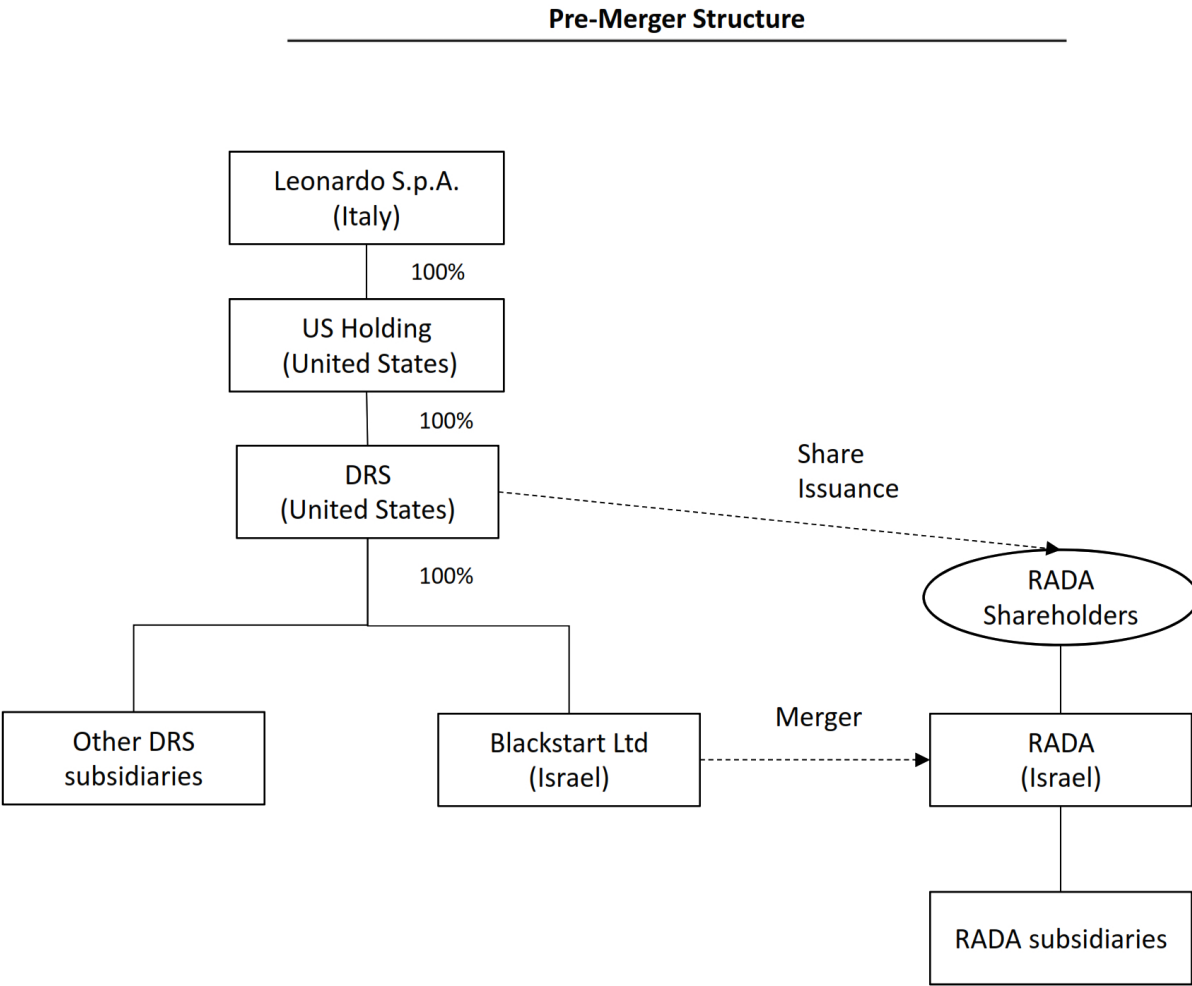 Pre-Merger Structure
Leonardo S.p.A.
(Italy)
100%
US Holding
(United States)
100%
DRS
(United States)
Share
Issuance
100%
RADA
Shareholders
Other DRS
subsidiaries
Blackstart Ltd
(Israel)
Merger
RADA
(Israel)
RADA subsidiaries